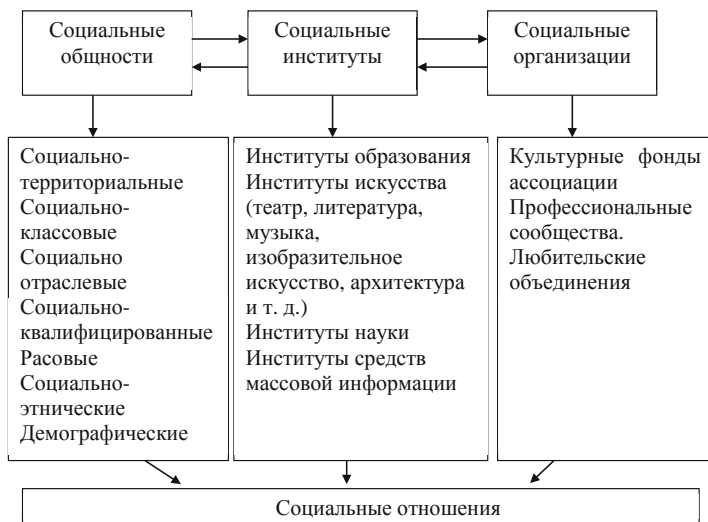 Социальные
общности
Социальные
институты
Социальные
организации
Социально-
территориальные
Социально-
классовые
Социально
отраслевые
Социально-
квалифицированные
Расовые
Социально-
этнические
Демографические
Институты образования
Институты искусства
(театр, литература,
музыка,
изобразительное
искусство, архитектура
и т. д.)
Институты науки
Институты средств
массовой информации
Культурные фонды
ассоциации
Профессиональные
сообщества.
Любительские
объединения
Социальные отношения